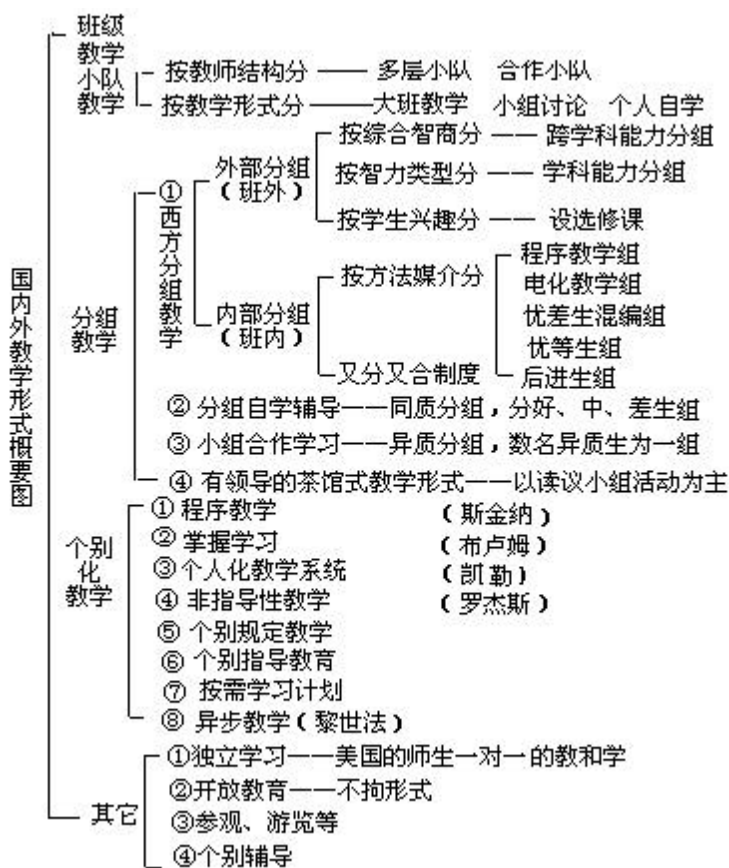 国内外教学形式概要图
班级教学
小队教学
按教师结构分 —— 多层小队 合作小队
按教学形式分 —— 大班教学 小组讨论 个人自学
分组教学
①西方分组教学
外部分组(班外)
按综合智商分 —— 跨学科能力分组
按智力类型分 —— 学科能力分组
按学生兴趣分 —— 设选修课
内部分组(班内)
按方法媒介分
程序教学组
电化教学组
优差生混编组
优等生组
后进生组
又分又合制度
② 分组自学辅导——同质分组,分好、中、差生组
③ 小组合作学习——异质分组,数名异质生为一组
④ 有领导的茶馆式教学形式——以读议小组活动为主
个别化教学
① 程序教学 (斯金纳)
② 掌握学习 (布卢姆)
③ 个人化教学系统 (凯勒)
④ 非指导性教学 (罗杰斯)
⑤ 个别规定教学
⑥ 个别指导教育
⑦ 按需学习计划
⑧ 异步教学(黎世法)
其它
①独立学习——美国的师生一对一的教和学
②开放教育——不拘形式
③参观、游览等
④个别辅导